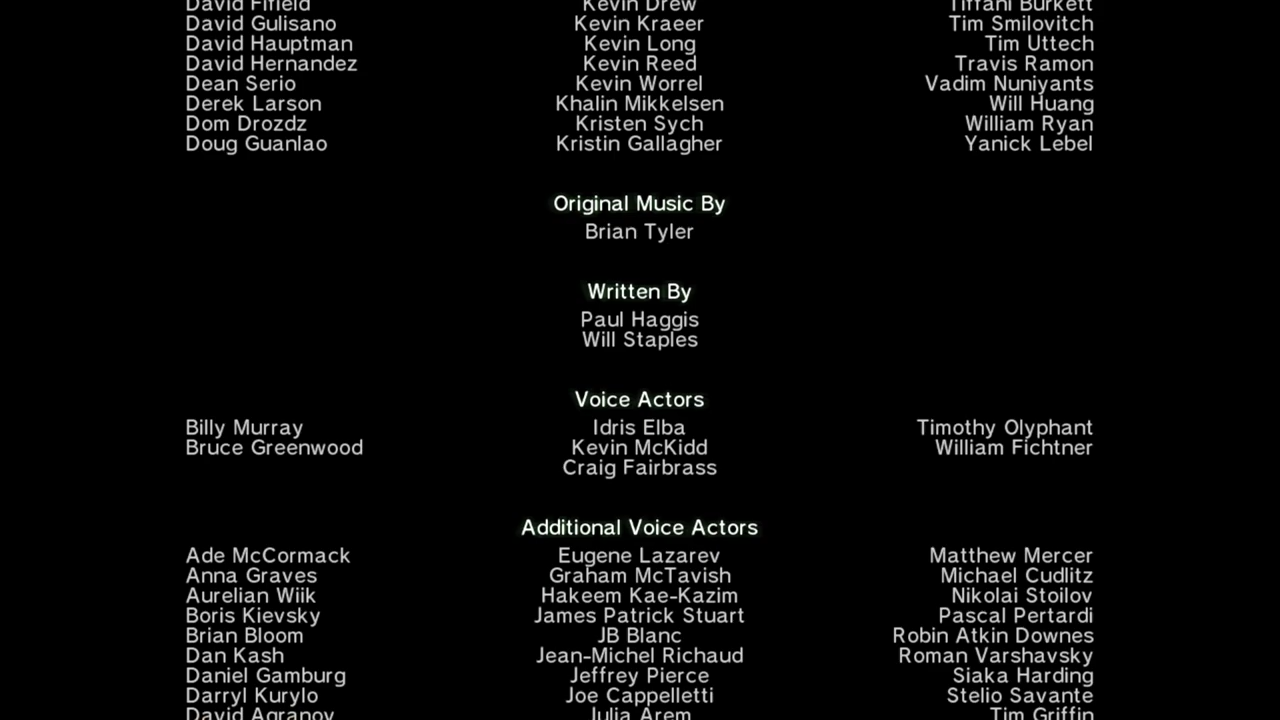 David Fifield Kevin Drew Tiffani Burkett
David Gulisano Kevin Kraeer Tim Smilovitch
David Hauptman Kevin Long Tim Uttech
David Hernandez Kevin Reed Travis Ramon
Dean Serio Kevin Worrel Vadim Nuniyants
Derek Larson Khalin Mikkelsen Will Huang
Dom Drozdz Kristen Sych William Ryan
Doug Guanlao Kristin Gallagher Yanick Lebel
Original Music By
Brian Tyler
Written By
Paul Haggis
Will Staples
Voice Actors
Billy Murray Idris Elba Timothy Olyphant
Bruce Greenwood Kevin McKidd William Fichtner
Craig Fairbrass
Additional Voice Actors
Ade McCormack Eugene Lazarev Matthew Mercer
Anna Graves Graham McTavish Michael Cudlitz
Aurelian Wiik Hakeem Kae-Kazim Nikolai Stoilov
Boris Kievsky James Patrick Stuart Pascal Pertardi
Brian Bloom JB Blanc Robin Atkin Downes
Dan Kash Jean-Michel Richaud Roman Varshavsky
Daniel Gamburg Jeffrey Pierce Siaka Harding
Darryl Kurylo Joe Cappelletti Stelio Savante
David Agranov Julia Arem Tim Griffin